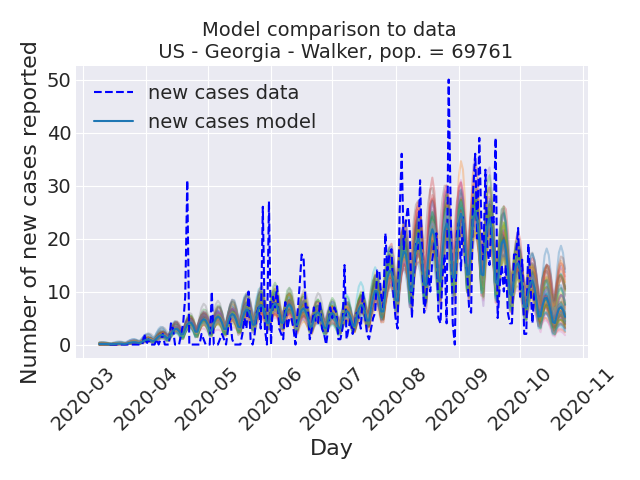 Model comparison to data
US - Georgia - Walker, pop. = 69761
Number of new cases reported
50
40
30
20
10
0
new cases data
new cases model
2020-03
2020-04
2020-05
2020-06
2020-07
2020-08
2020-09
2020-10
2020-11
Day